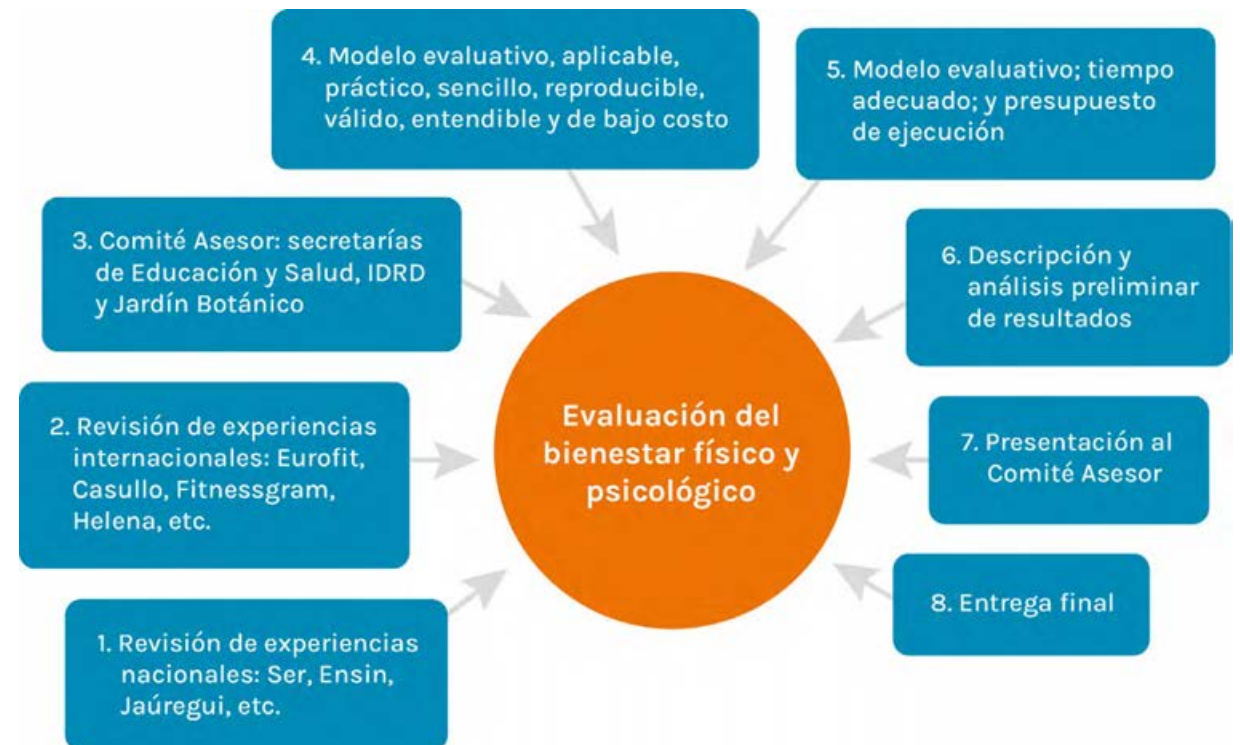 4. Modelo evaluativo, aplicable,
práctico, sencillo, reproducible,
válido, entendible y de bajo costo
5. Modelo evaluativo; tiempo
adecuado; y presupuesto
de ejecución
3. Comité Asesor: secretarías
de Educación y Salud, IDRD
y Jardín Botánico
6. Descripción y
análisis preliminar
de resultados
2. Revisión de experiencias
internacionales: Eurofit,
Casullo, Fitnessgram,
Helena, etc.
Evaluación del
bienestar físico y
psicológico
7. Presentación al
Comité Asesor
8. Entrega final
1. Revisión de experiencias
nacionales: Ser, Ensin,
Jaúregui, etc.